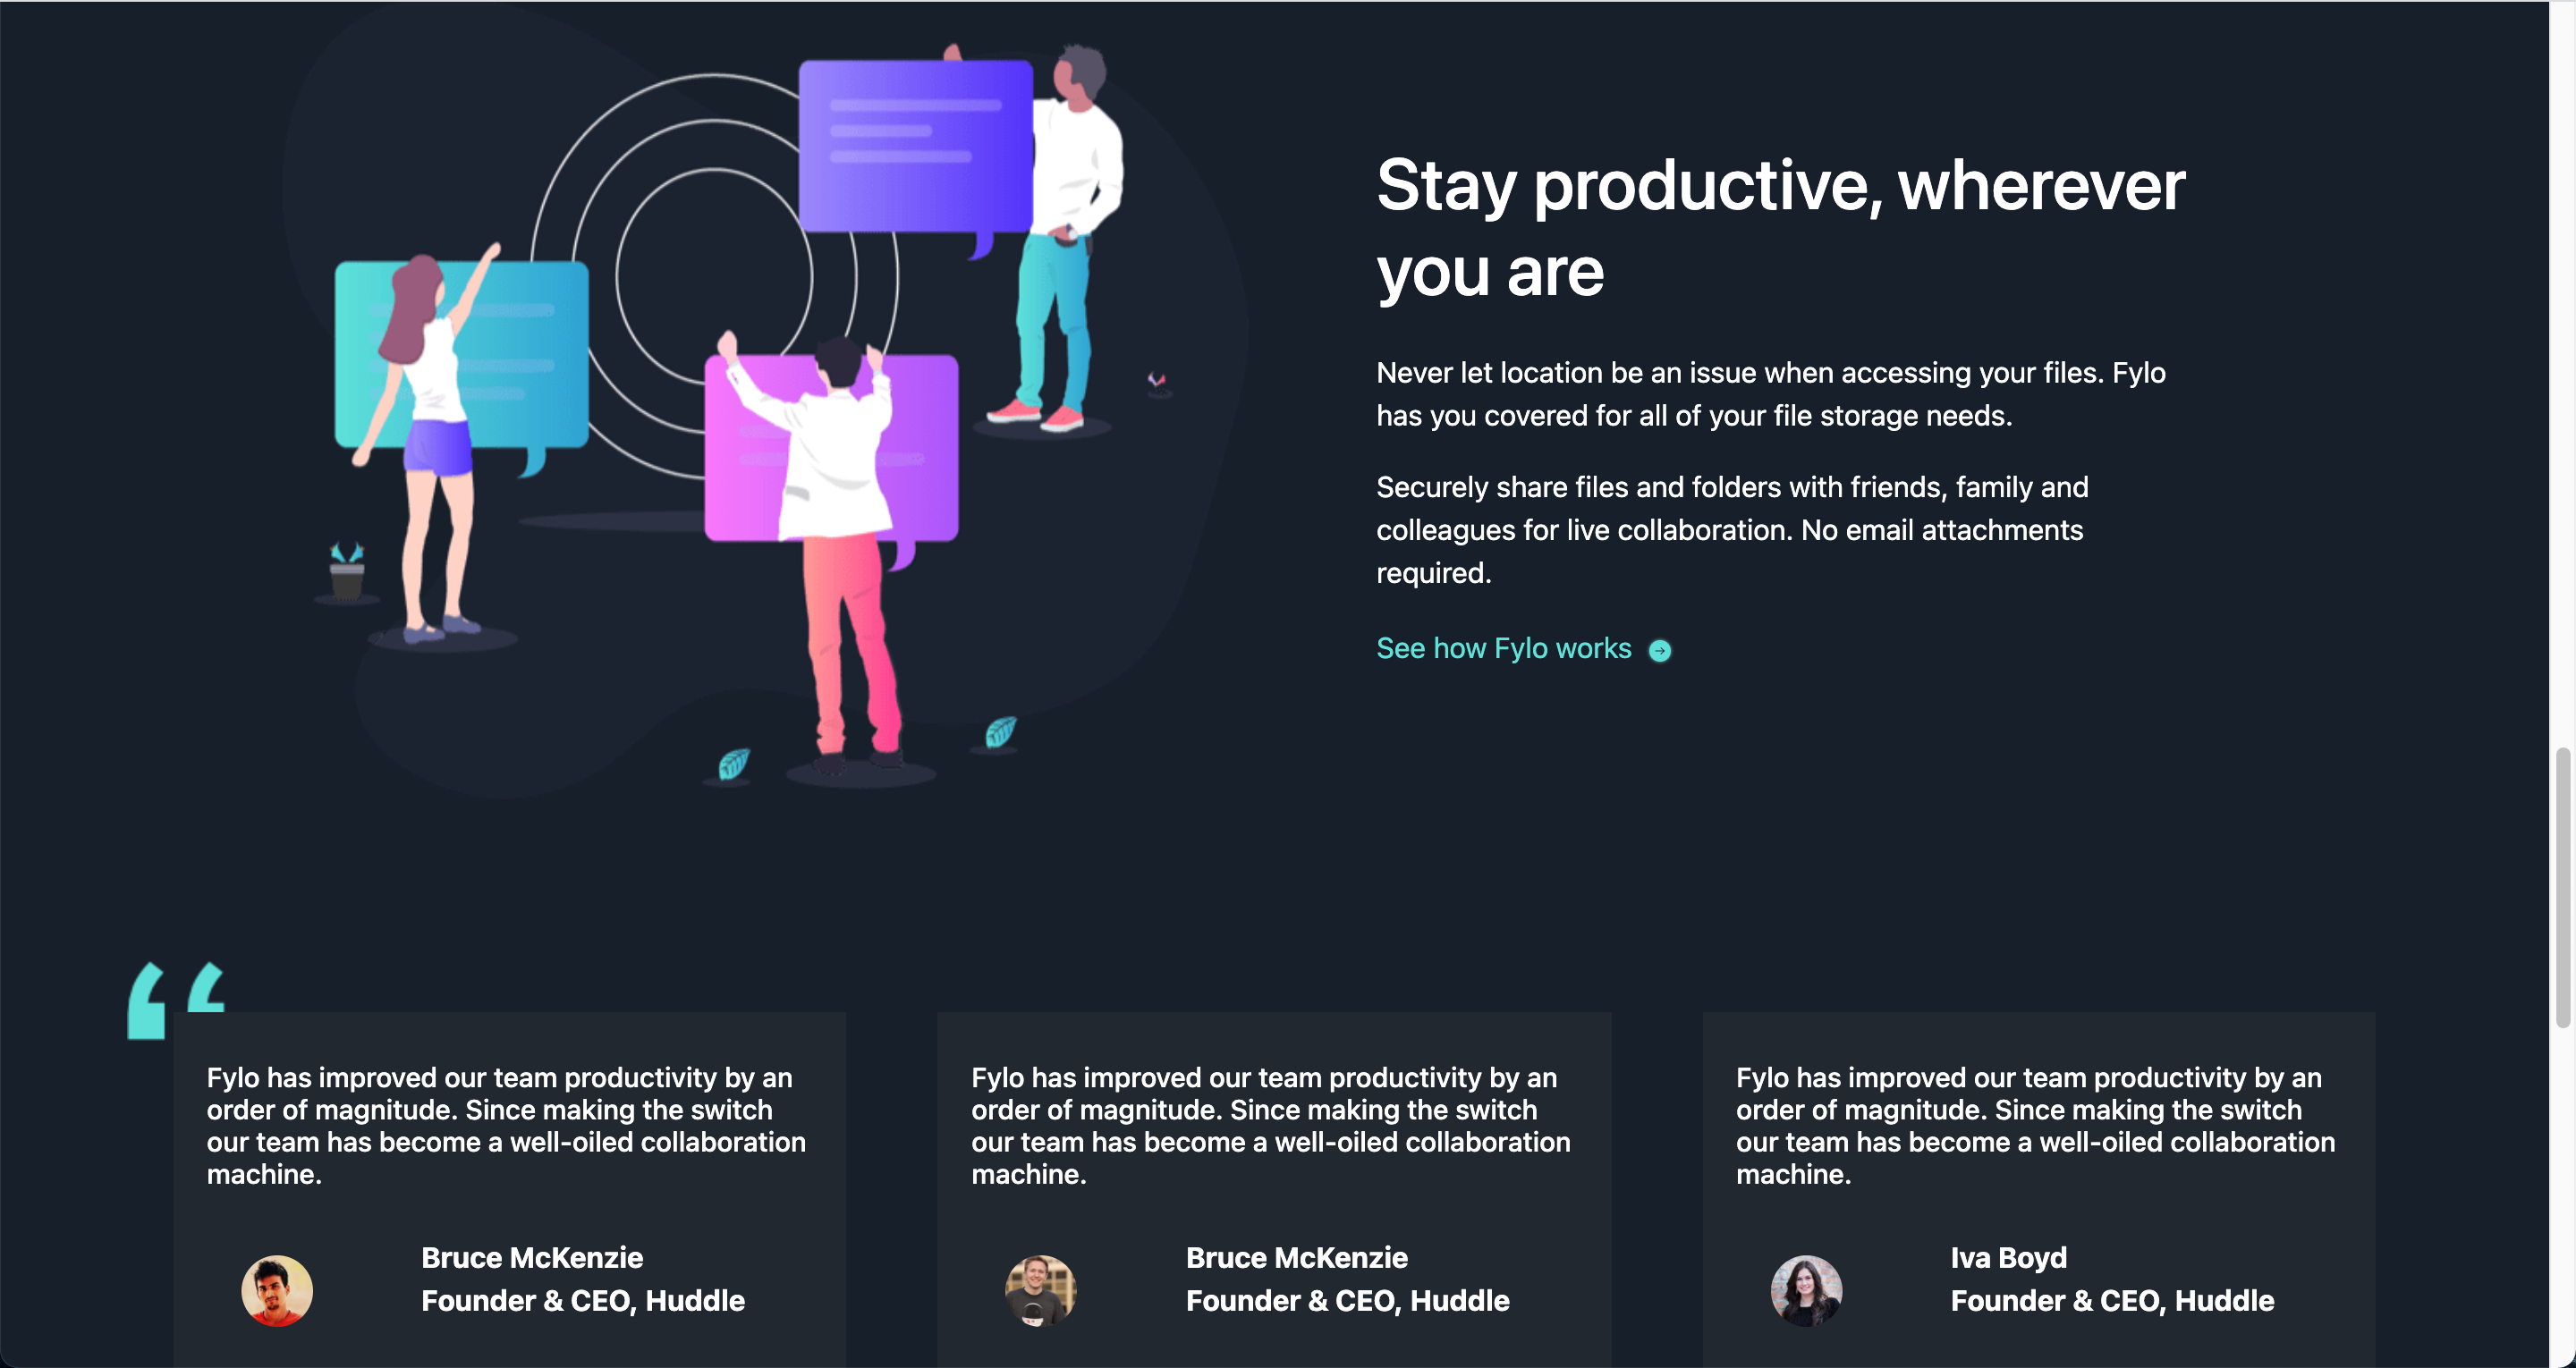 Stay productive, wherever
you are
Never let location be an issue when accessing your files. Fylo
has you covered for all of your file storage needs.
Securely share files and folders with friends, family and
colleagues for live collaboration. No email attachments
required.
See how Fylo works
Fylo has improved our team productivity by an
order of magnitude. Since making the switch
our team has become a well-oiled collaboration
machine.
Bruce McKenzie
Founder & CEO, Huddle
Fylo has improved our team productivity by an
order of magnitude. Since making the switch
our team has become a well-oiled collaboration
machine.
Bruce McKenzie
Founder & CEO, Huddle
Fylo has improved our team productivity by an
order of magnitude. Since making the switch
our team has become a well-oiled collaboration
machine.
Iva Boyd
Founder & CEO, Huddle